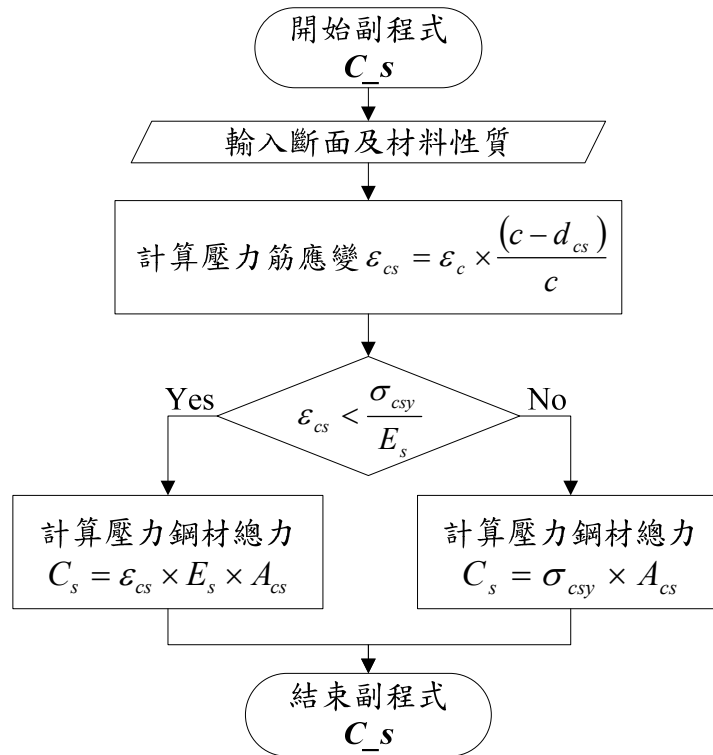 開始副程式
C_s
輸入斷面及材料性質
計算壓力筋應變 ε_cs = ε_c × (c − d_cs) / c
Yes
ε_cs < σ_csy / E_s
No
計算壓力鋼材總力
C_s = ε_cs × E_s × A_cs
計算壓力鋼材總力
C_s = σ_csy × A_cs
結束副程式
C_s